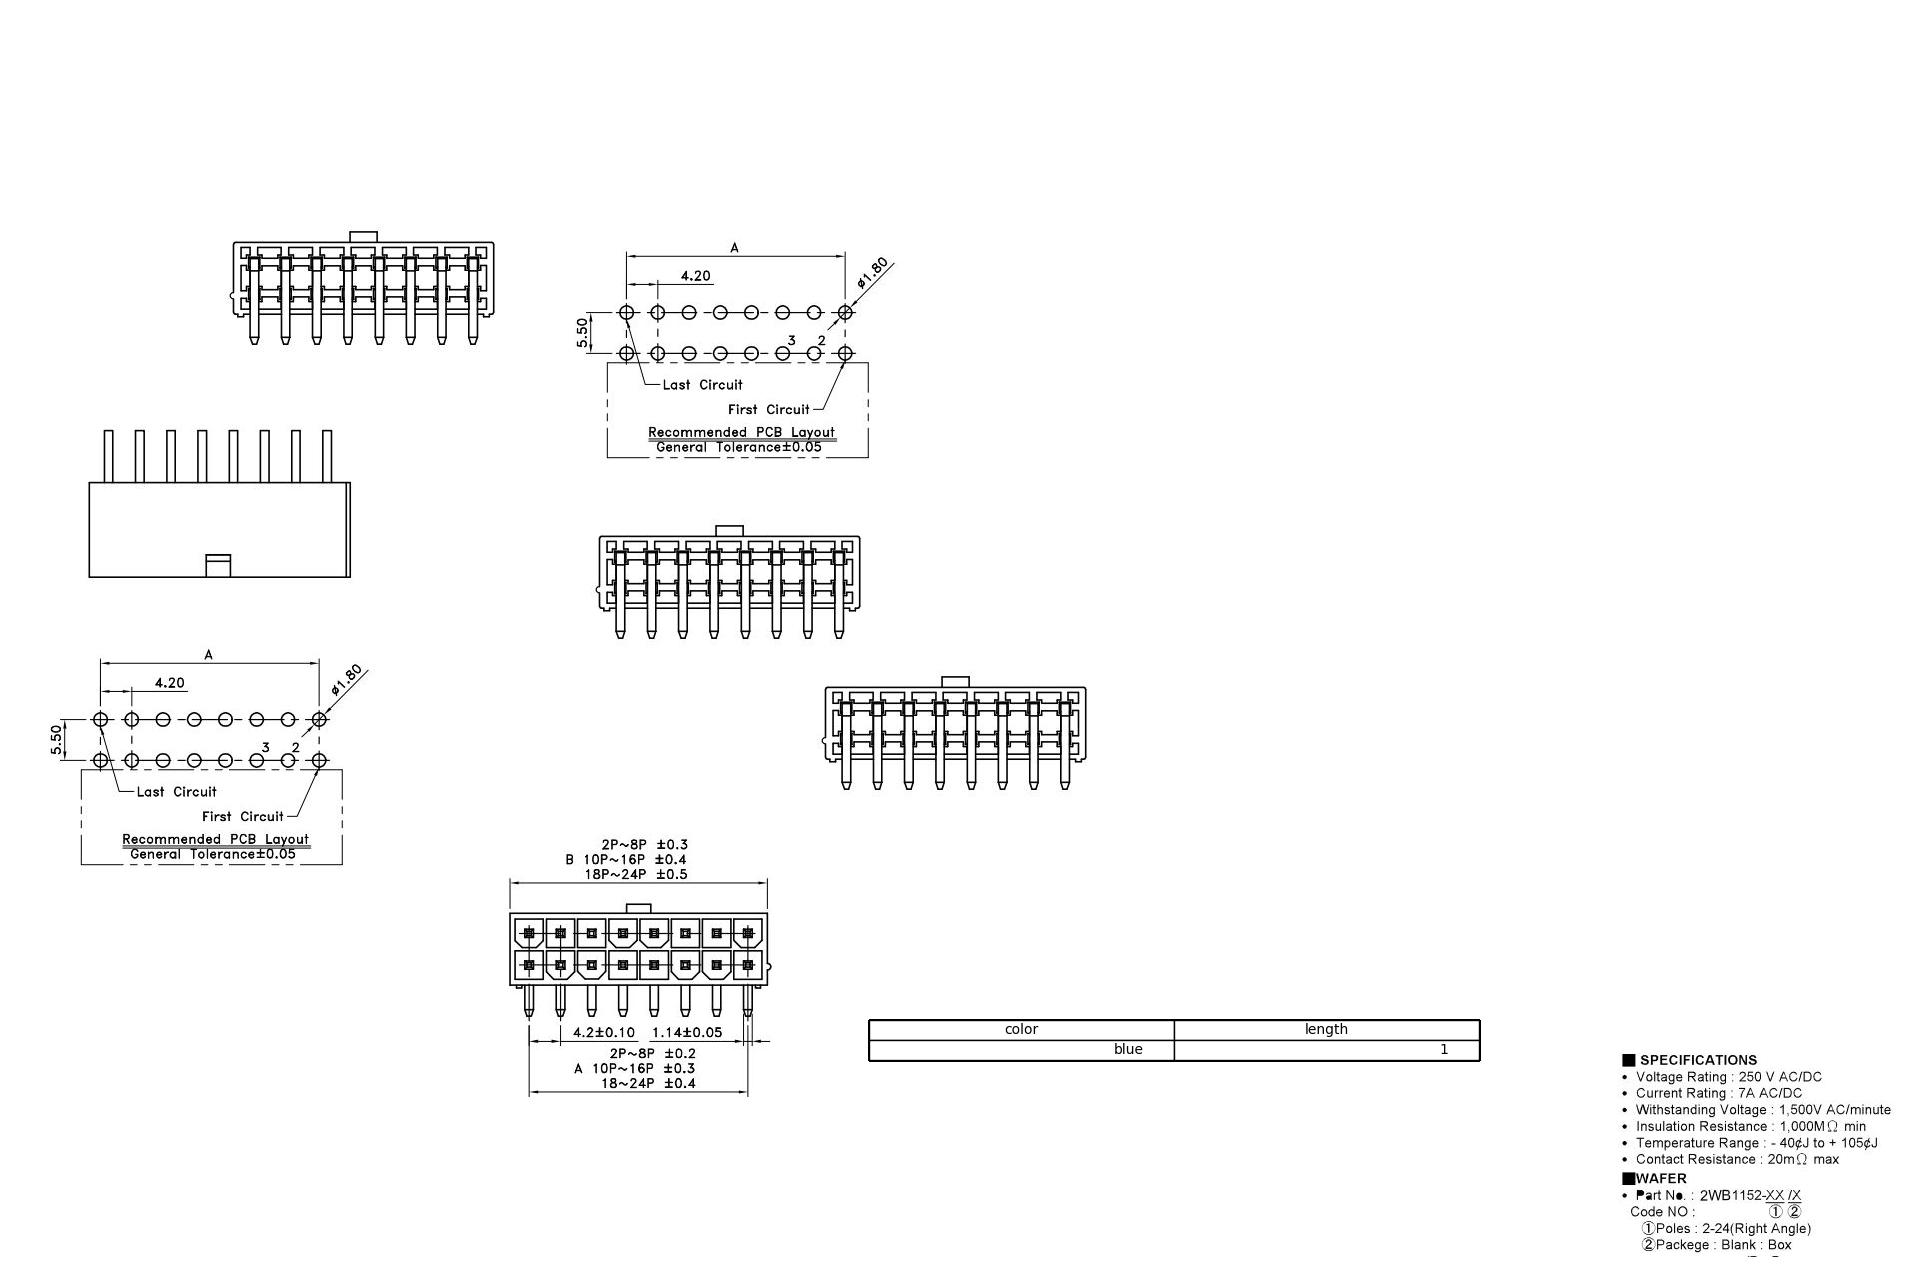 A
4.20
ø1.80
5.50
3 2
Last Circuit
First Circuit
Recommended PCB Layout
General Tolerance±0.05
A
4.20
ø1.80
5.50
3 2
Last Circuit
First Circuit
Recommended PCB Layout
General Tolerance±0.05
2P~8P ±0.3
B 10P~16P ±0.4
18P~24P ±0.5
4.2±0.10 1.14±0.05
2P~8P ±0.2
A 10P~16P ±0.3
18~24P ±0.4
color length
blue 1
■ SPECIFICATIONS
• Voltage Rating : 250 V AC/DC
• Current Rating : 7A AC/DC
• Withstanding Voltage : 1,500V AC/minute
• Insulation Resistance : 1,000MΩ min
• Temperature Range : - 40¢J to + 105¢J
• Contact Resistance : 20mΩ max
■WAFER
• Part No. : 2WB1152-XX /X
Code NO : ① ②
①Poles : 2-24(Right Angle)
②Packege : Blank : Box